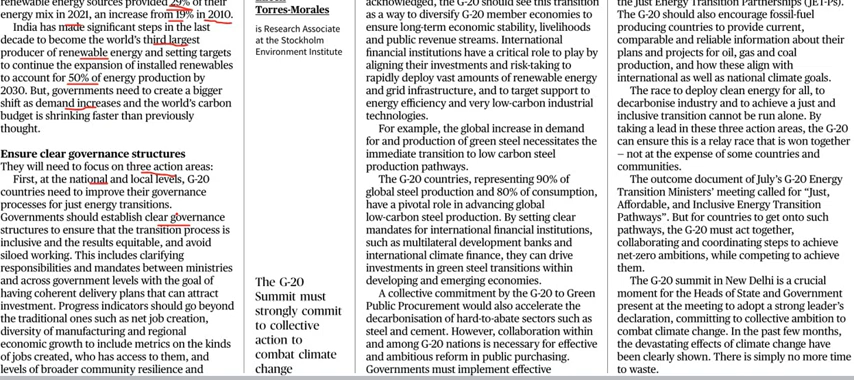 renewable energy sources provided 29% of their
energy mix in 2021, an increase from 19% in 2010.
India has made significant steps in the last
decade to become the world's third largest
producer of renewable energy and setting targets
to continue the expansion of installed renewables
to account for 50% of energy production by
2030. But, governments need to create a bigger
shift as demand increases and the world's carbon
budget is shrinking faster than previously
thought.
Ensure clear governance structures
They will need to focus on three action areas:
First, at the national and local levels, G-20
countries need to improve their governance
processes for just energy transitions.
Governments should establish clear governance
structures to ensure that the transition process is
inclusive and the results equitable, and avoid
siloed working. This includes clarifying
responsibilities and mandates between ministries
and across government levels with the goal of
having coherent delivery plans that can attract
investment. Progress indicators should go beyond
the traditional ones such as net job creation,
diversity of manufacturing and regional
economic growth to include metrics on the kinds
of jobs created, who has access to them, and
levels of broader community resilience and
Torres-Morales
is Research Associate
at the Stockholm
Environment Institute
The G-20
Summit must
strongly commit
to collective
action to
combat climate
change
acknowledged, the G-20 should see this transition
as a way to diversify G-20 member economies to
ensure long-term economic stability, livelihoods
and public revenue streams. International
financial institutions have a critical role to play by
aligning their investments and risk-taking to
rapidly deploy vast amounts of renewable energy
and grid infrastructure, and to target support to
energy efficiency and very low-carbon industrial
technologies.
For example, the global increase in demand
for and production of green steel necessitates the
immediate transition to low carbon steel
production pathways.
The G-20 countries, representing 90% of
global steel production and 80% of consumption,
have a pivotal role in advancing global
low-carbon steel production. By setting clear
mandates for international financial institutions,
such as multilateral development banks and
international climate finance, they can drive
investments in green steel transitions within
developing and emerging economies.
A collective commitment by the G-20 to Green
Public Procurement would also accelerate the
decarbonisation of hard-to-abate sectors such as
steel and cement. However, collaboration within
and among G-20 nations is necessary for effective
and ambitious reform in public purchasing.
Governments must implement effective
the Just Energy Transition Partnerships (JET-Ps).
The G-20 should also encourage fossil-fuel
producing countries to provide current,
comparable and reliable information about their
plans and projects for oil, gas and coal
production, and how these align with
international as well as national climate goals.
The race to deploy clean energy for all, to
decarbonise industry and to achieve a just and
inclusive transition cannot be run alone. By
taking a lead in these three action areas, the G-20
can ensure this is a relay race that is won together
– not at the expense of some countries and
communities.
The outcome document of July's G-20 Energy
Transition Ministers' meeting called for "Just,
Affordable, and Inclusive Energy Transition
Pathways". But for countries to get onto such
pathways, the G-20 must act together,
collaborating and coordinating steps to achieve
net-zero ambitions, while competing to achieve
them.
The G-20 summit in New Delhi is a crucial
moment for the Heads of State and Government
present at the meeting to adopt a strong leader's
declaration, committing to collective ambition to
combat climate change. In the past few months,
the devastating effects of climate change have
been clearly shown. There is simply no more time
to waste.